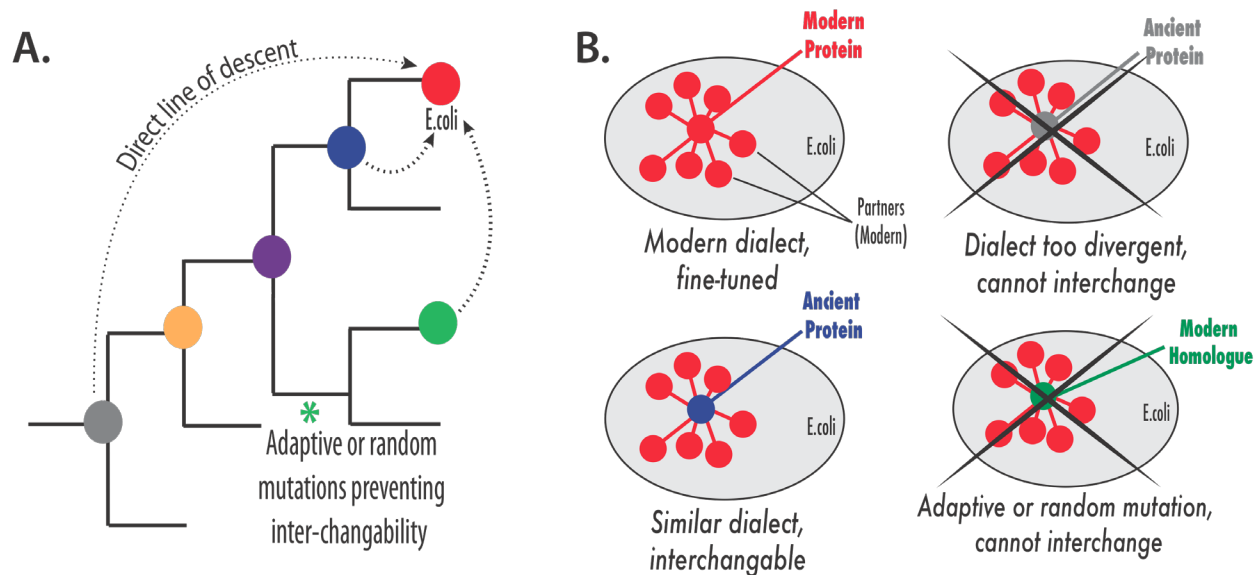 A.
Direct line of descent
E.coli
*
Adaptive or random
mutations preventing
inter-changability
B.
Modern
Protein
E.coli
Partners
(Modern)
Modern dialect,
fine-tuned
Ancient
Protein
E.coli
Dialect too divergent,
cannot interchange
Ancient
Protein
E.coli
Similar dialect,
interchangable
Modern
Homologue
E.coli
Adaptive or random mutation,
cannot interchange